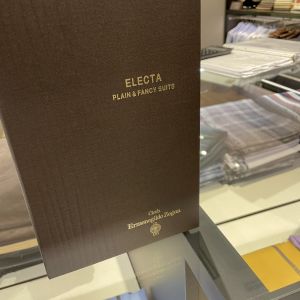 ELECTA
PLAIN & FANCY SUITS
Cloth
Ermenegildo Zegna